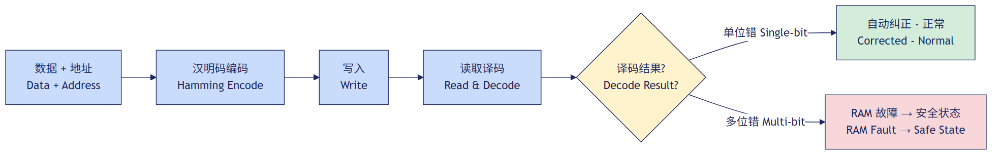 数据 + 地址
Data + Address
汉明码编码
Hamming Encode
写入
Write
读取译码
Read & Decode
译码结果?
Decode Result?
单位错 Single-bit
自动纠正 - 正常
Corrected - Normal
多位错 Multi-bit
RAM 故障 → 安全状态
RAM Fault → Safe State